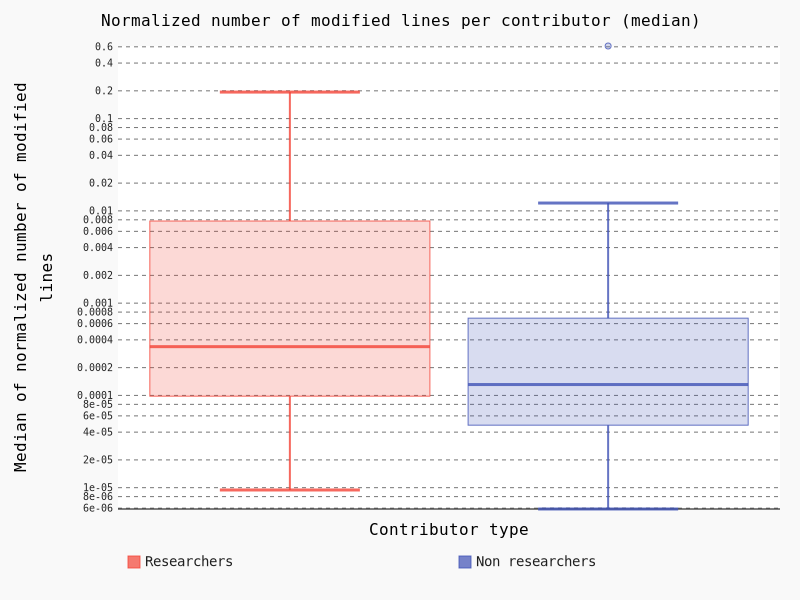 Normalized number of modified lines per contributor (median)
0.6
0.4
0.2
0.1
0.08
0.06
0.04
0.02
0.01
0.008
0.006
0.004
0.002
0.001
0.0008
0.0006
0.0004
0.0002
0.0001
8e-05
6e-05
4e-05
2e-05
1e-05
8e-06
6e-06
Median of normalized number of modified
lines
Contributor type
Researchers
Non researchers